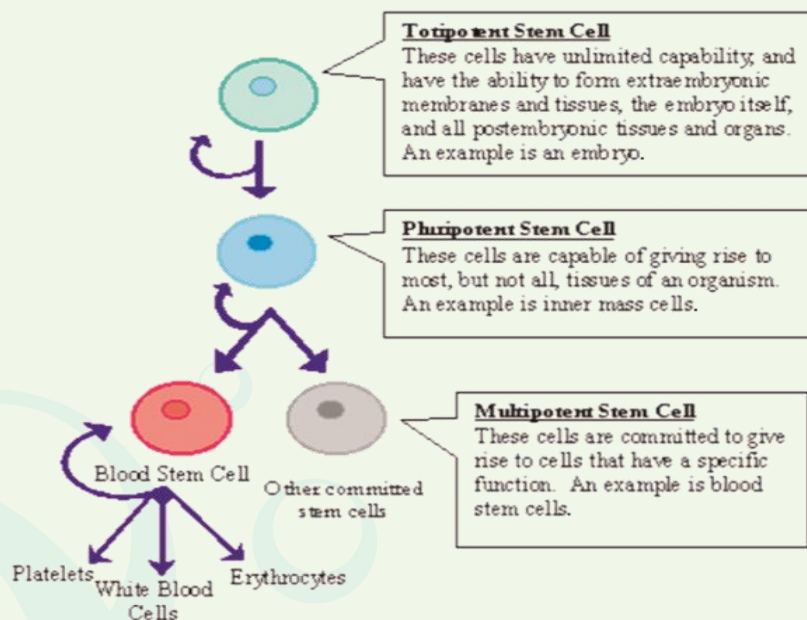 Totipotent Stem Cell
These cells have unlimited capability, and
have the ability to form extraembryonic
membranes and tissues, the embryo itself,
and all postembryonic tissues and organs.
An example is an embryo.
Pluripotent Stem Cell
These cells are capable of giving rise to
most, but not all, tissues of an organism.
An example is inner mass cells.
Multipotent Stem Cell
These cells are committed to give
rise to cells that have a specific
function. An example is blood
stem cells.
Blood Stem Cell
Other committed
stem cells
Platelets
White Blood
Cells
Erythrocytes